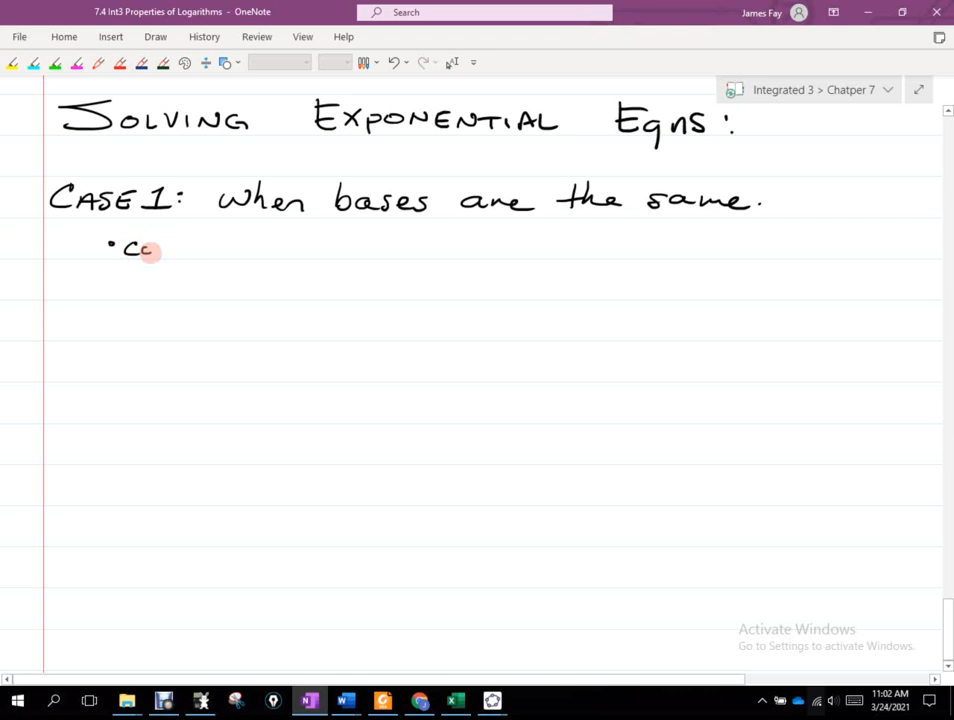 7.4 Int3 Properties of Logarithms - OneNote
Search
James Fay
File Home Insert Draw History Review View Help
Integrated 3 > Chatper 7
SOLVING EXPONENTIAL Eqns:
CASE 1: when bases are the same.
• Co
Activate Windows
Go to Settings to activate Windows.
11:02 AM
3/24/2021